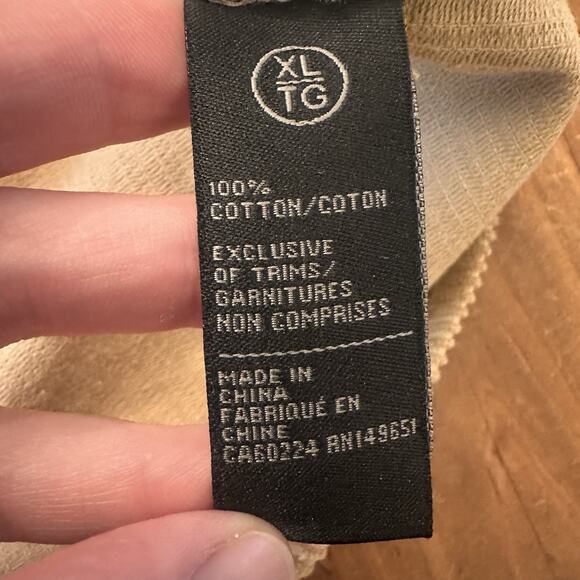 XL
TG
100%
COTTON/COTON
EXCLUSIVE
OF TRIMS/
GARNITURES
NON COMPRISES
MADE IN
CHINA
FABRIQUÉ EN
CHINE
CA60224 RN149651